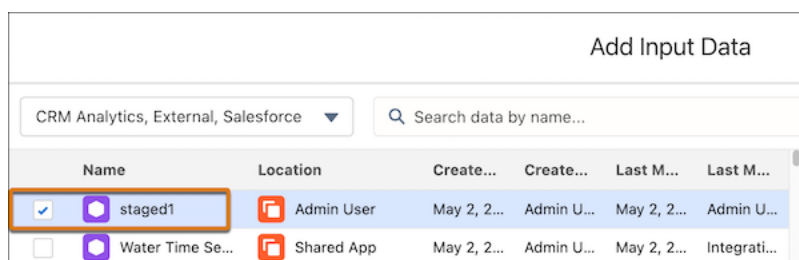 Add Input Data
CRM Analytics, External, Salesforce Search data by name...
Name Location Create... Create... Last M... Last M...
staged1 Admin User May 2, 2... Admin U... May 2, 2... Admin U...
Water Time Se... Shared App May 2, 2... Admin U... May 2, 2... Integrati...